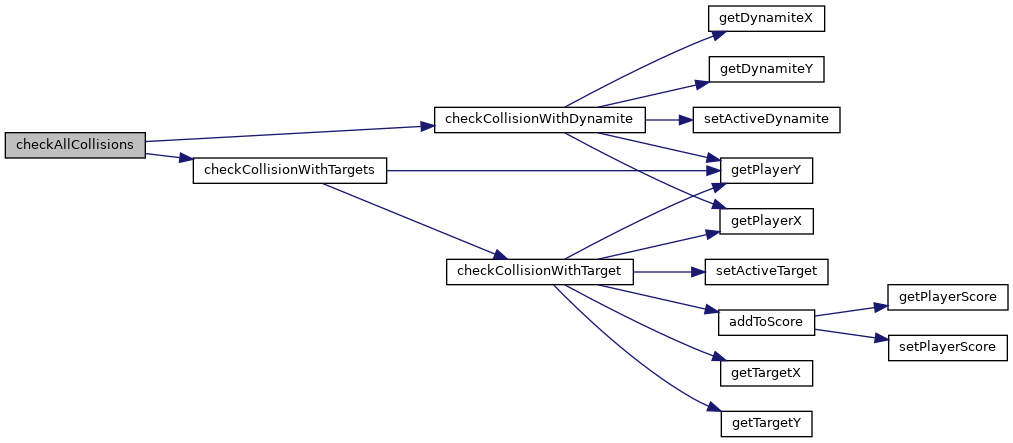 getDynamiteX
getDynamiteY
checkCollisionWithDynamite
setActiveDynamite
checkAllCollisions
checkCollisionWithTargets
getPlayerY
getPlayerX
checkCollisionWithTarget
setActiveTarget
getPlayerScore
addToScore
setPlayerScore
getTargetX
getTargetY